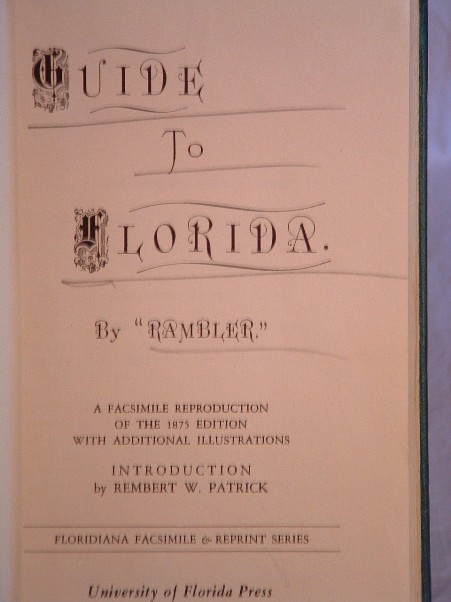 GUIDE
TO
FLORIDA.
By "RAMBLER."
A FACSIMILE REPRODUCTION
OF THE 1875 EDITION
WITH ADDITIONAL ILLUSTRATIONS
INTRODUCTION
by REMBERT W. PATRICK
FLORIDIANA FACSIMILE & REPRINT SERIES
University of Florida Press